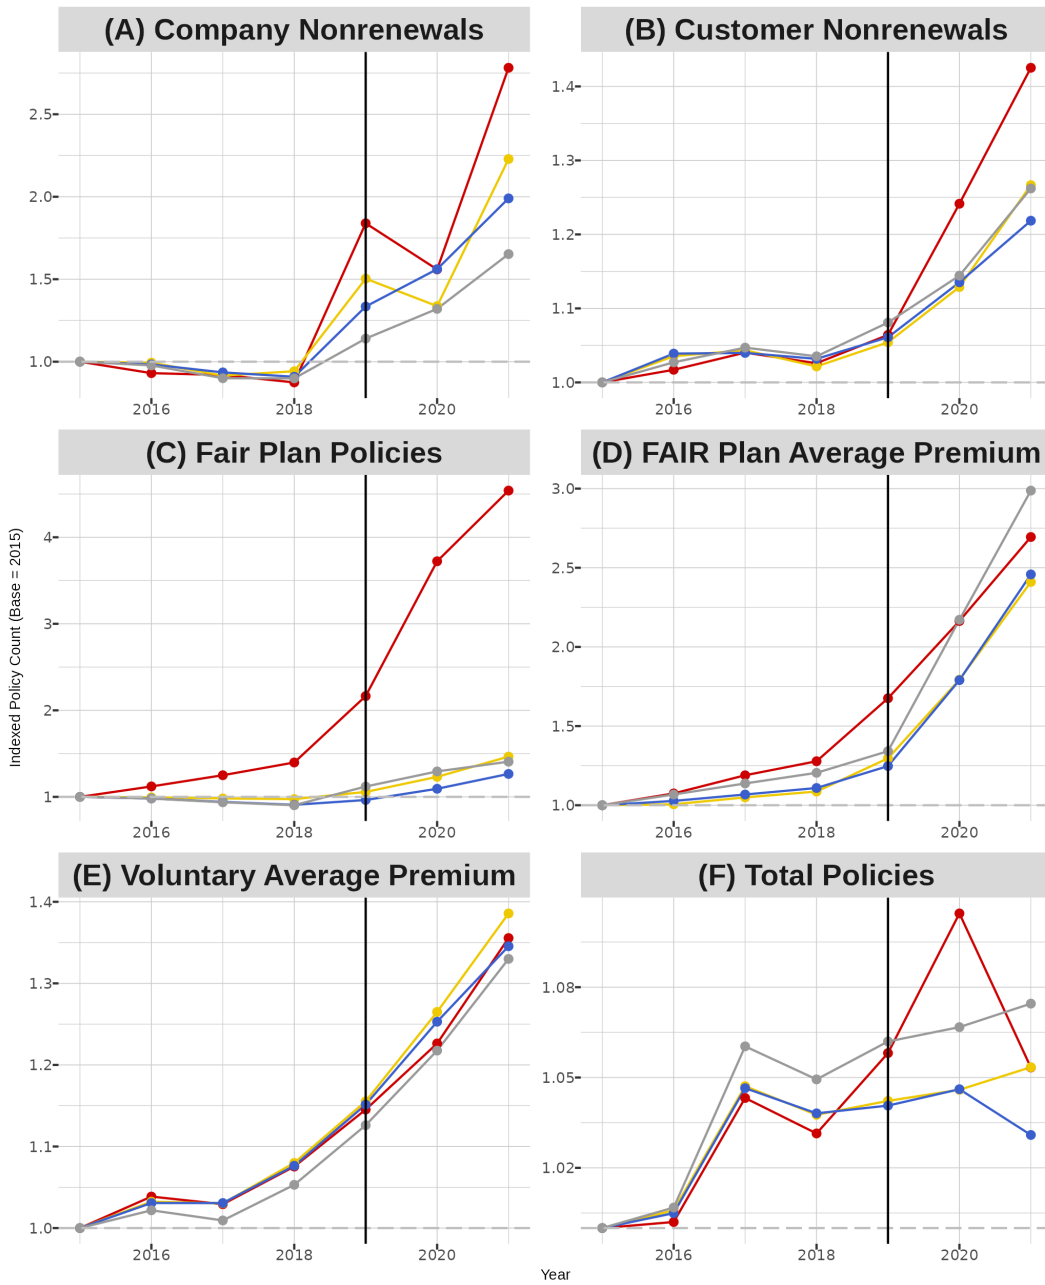 (A) Company Nonrenewals
2.5
2.0
1.5
1.0
2016 2018 2020
(B) Customer Nonrenewals
1.4
1.3
1.2
1.1
1.0
2016 2018 2020
(C) Fair Plan Policies
4
3
2
1
2016 2018 2020
(D) FAIR Plan Average Premium
3.0
2.5
2.0
1.5
1.0
2016 2018 2020
(E) Voluntary Average Premium
1.4
1.3
1.2
1.1
1.0
2016 2018 2020
(F) Total Policies
1.08
1.05
1.02
2016 2018 2020
Indexed Policy Count (Base = 2015)
Year